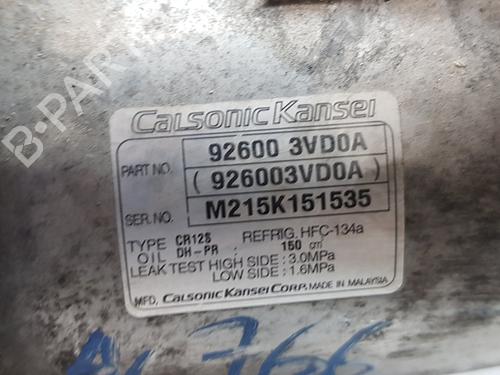 B-PARTS
CALSONIC KANSEI
PART NO. 92600 3VD0A
( 926003VD0A )
SER.NO. M215K151535
TYPE CR12S REFRIG. HFC-134a
OIL DH-PR 150 cm³
LEAK TEST HIGH SIDE : 3.0MPa
LOW SIDE : 1.6MPa
MFD. CALSONIC KANSEI CORP. MADE IN MALAYSIA
766